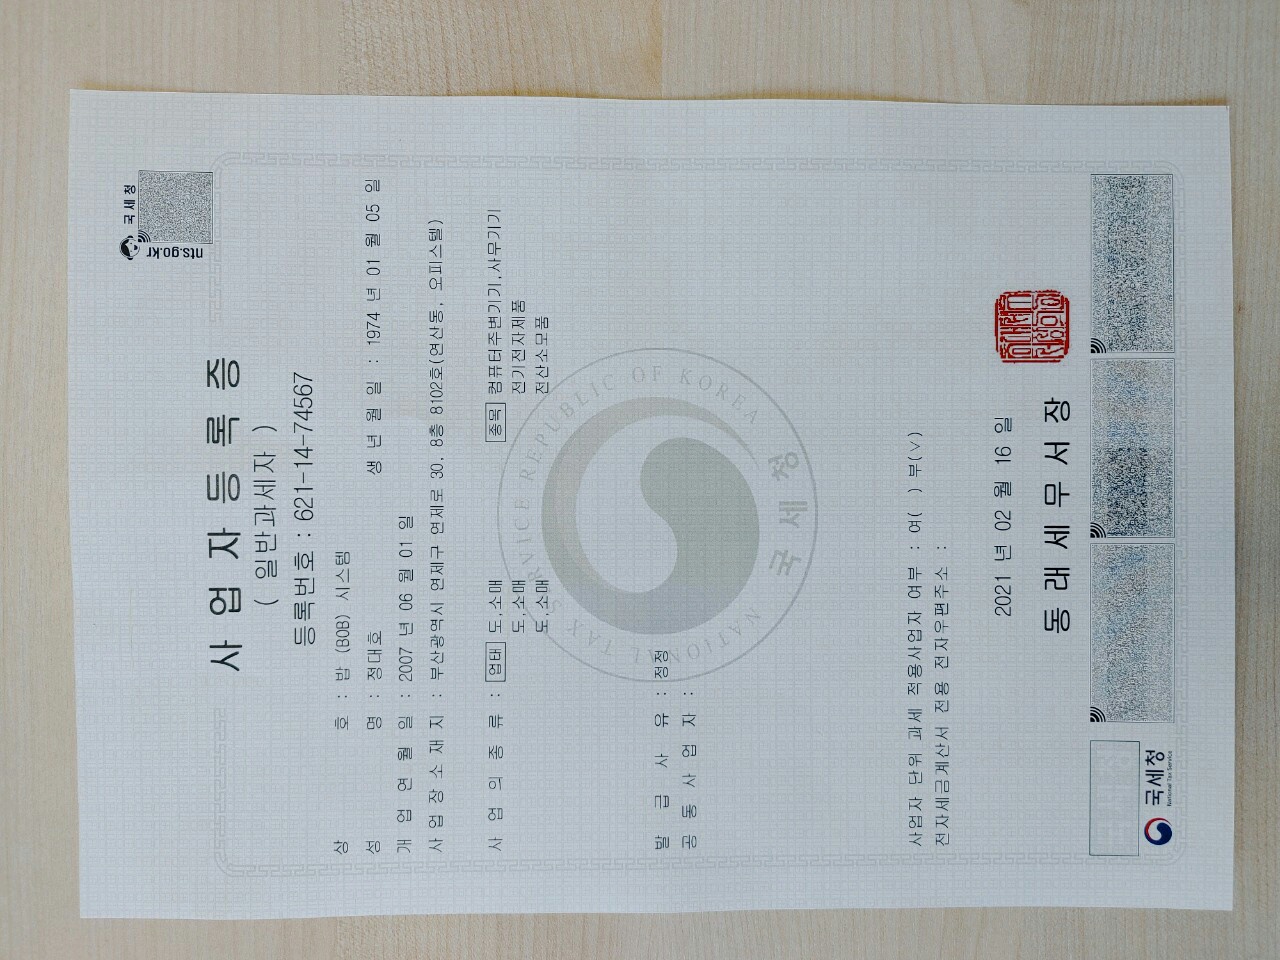 국세청
nts.go.kr
사업자등록증
( 일반과세자 )
등록번호 : 621-14-74567
상 호 : 밥 (BOB) 시스템
성 명 : 정대호 생 년 월 일 : 1974 년 01 월 05 일
개 업 연 월 일 : 2007 년 06 월 01 일
사 업 장 소 재 지 : 부산광역시 연제구 연제로 30, 8층 8102호(연산동, 오피스텔)
사 업 의 종 류 : 업태 도,소매 종목 컴퓨터주변기기,사무기기
도,소매 전기전자제품
도,소매 전산소모품
NATIONAL TAX SERVICE REPUBLIC OF KOREA
국세청
발 급 사 유 : 정정
공 동 사 업 자 :
사업자 단위 과세 적용사업자 여부 : 여( ) 부(∨)
전자세금계산서 전용 전자우편주소 :
2021 년 02 월 16 일
동 래 세 무 서 장
국세청
National Tax Service